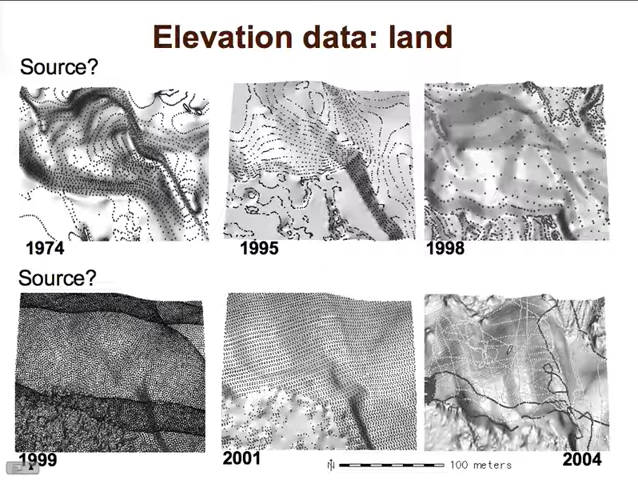 Elevation data: land
Source?
1974
1995
1998
Source?
1999
2001
100 meters
2004